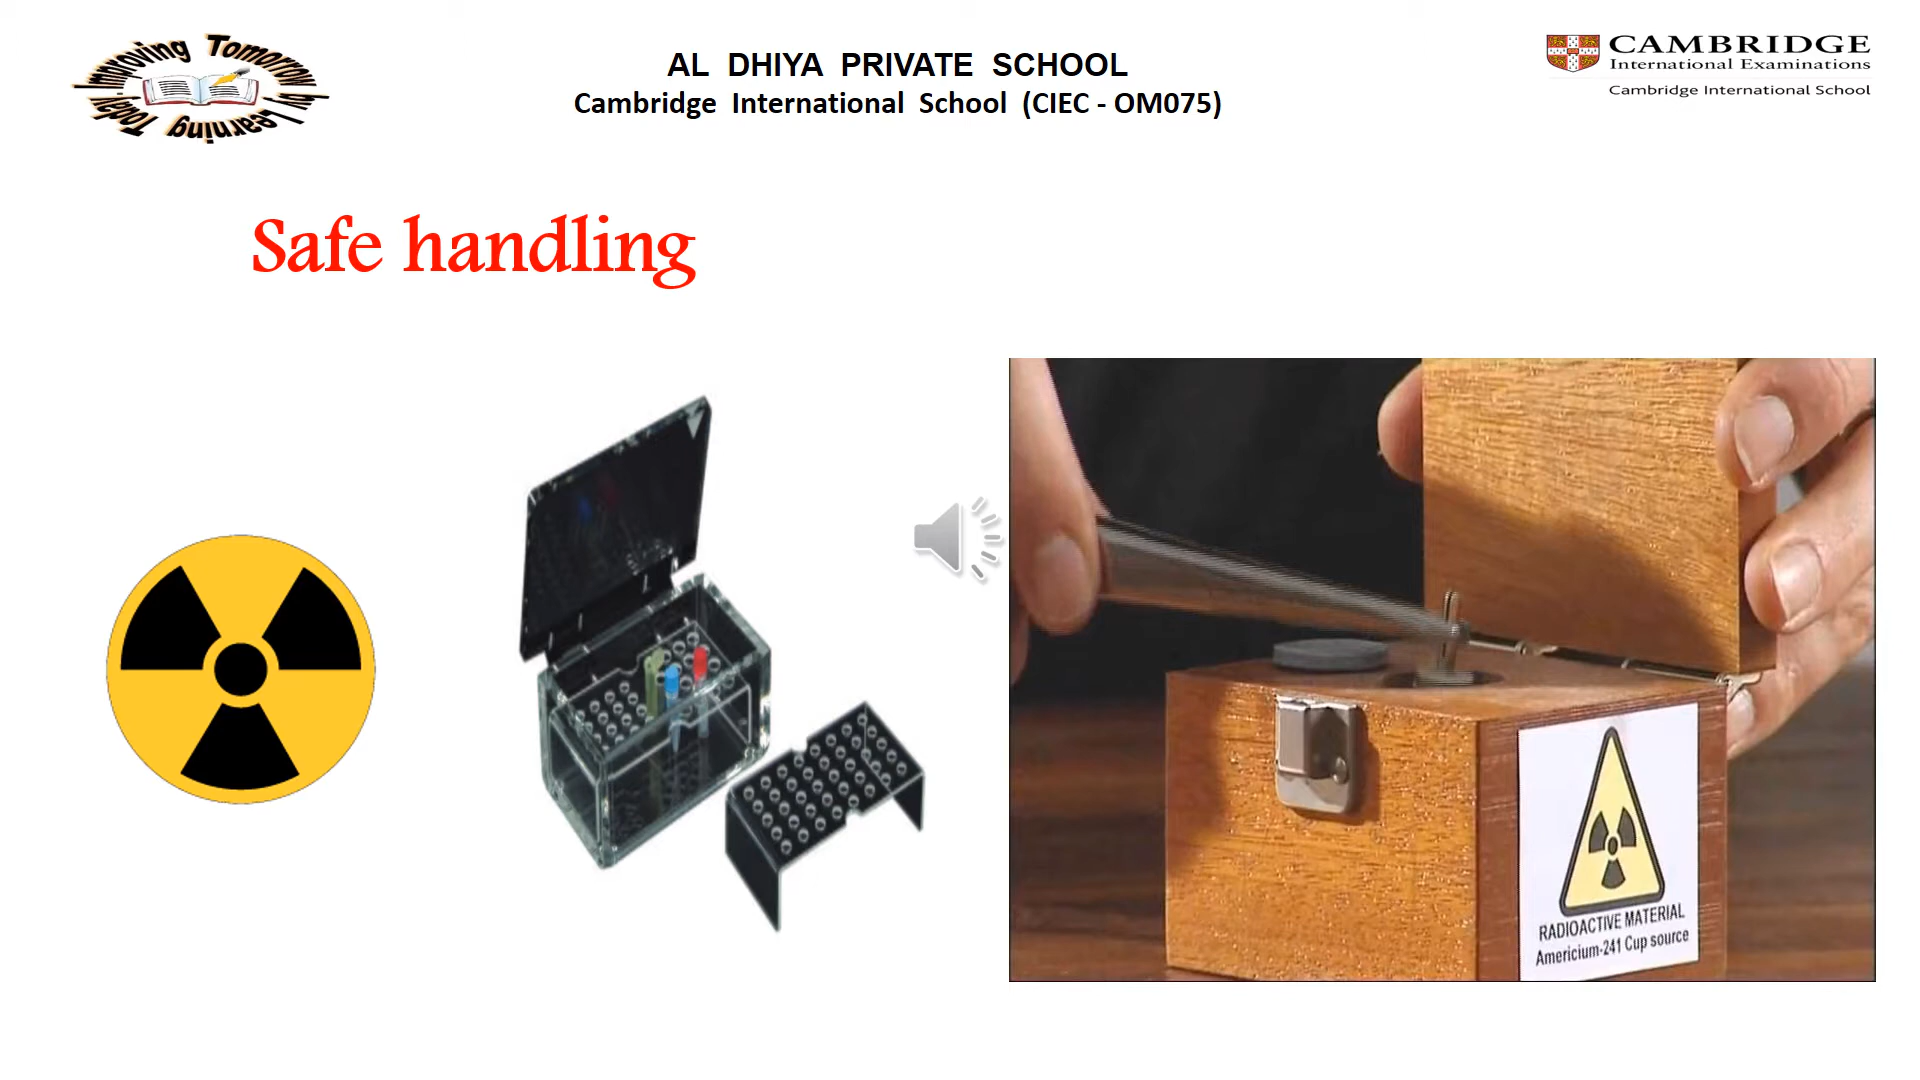 Improving Tomorrow by Learning Today
AL DHIYA PRIVATE SCHOOL
Cambridge International School (CIEC - OM075)
CAMBRIDGE
International Examinations
Cambridge International School
Safe handling
RADIOACTIVE MATERIAL
Americium-241 Cup source